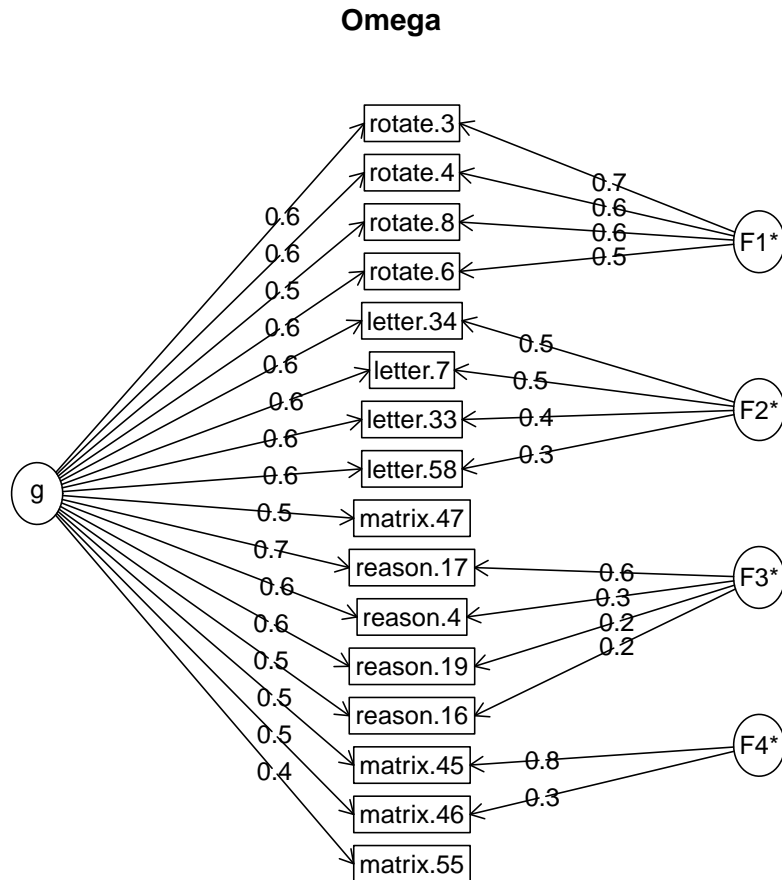 Omega
rotate.3
rotate.4
rotate.8
rotate.6
letter.34
letter.7
letter.33
letter.58
matrix.47
reason.17
reason.4
reason.19
reason.16
matrix.45
matrix.46
matrix.55
g
0.6
0.6
0.5
0.6
0.6
0.6
0.6
0.6
0.5
0.7
0.6
0.6
0.5
0.5
0.5
0.4
F1*
0.7
0.6
0.6
0.5
F2*
0.5
0.5
0.4
0.3
F3*
0.6
0.3
0.2
0.2
F4*
0.8
0.3